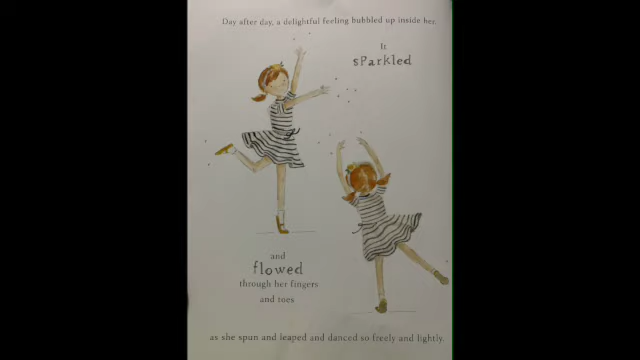 Day after day, a delightful feeling bubbled up inside her.
It
sparkled
and
flowed
through her fingers
and toes
as she spun and leaped and danced so freely and lightly.